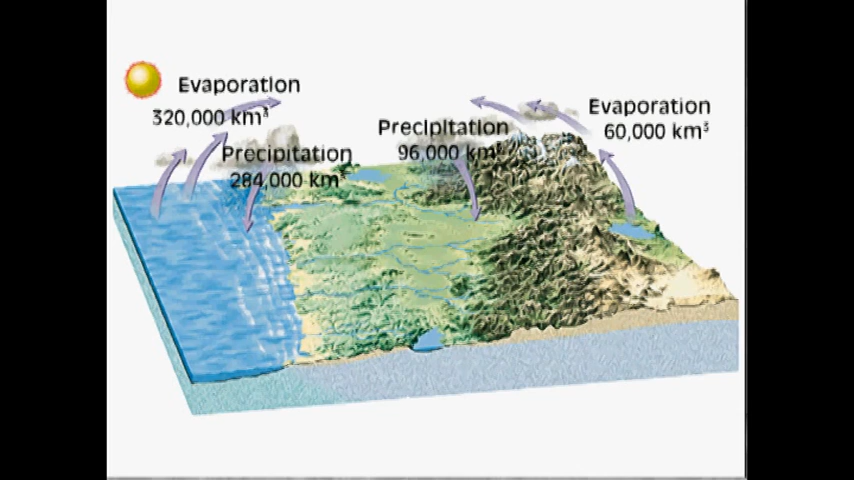 Evaporation
320,000 km³
Precipitation
284,000 km³
Precipitation
96,000 km³
Evaporation
60,000 km³